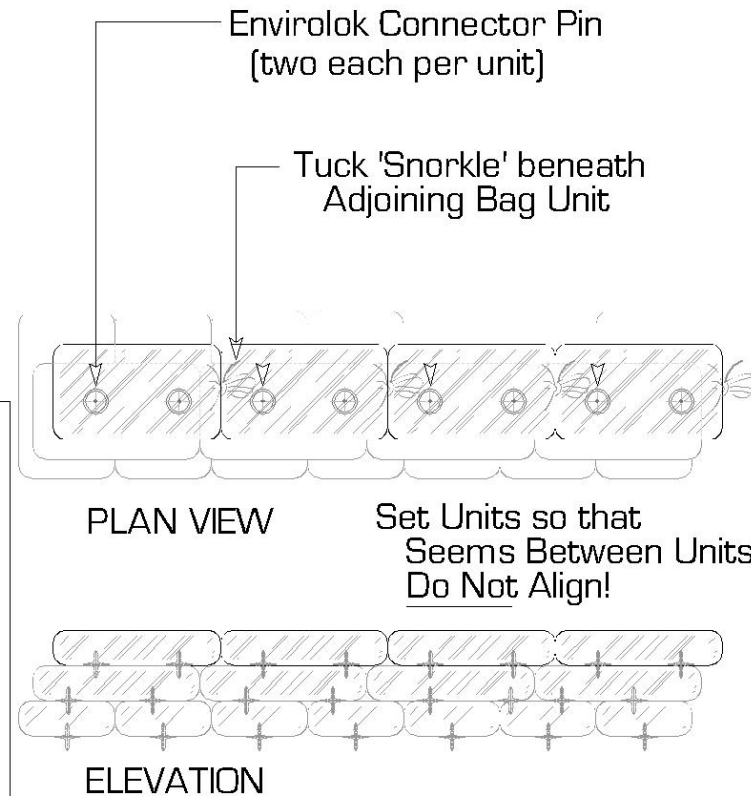 Envirolok Connector Pin
(two each per unit)
Tuck 'Snorkle' beneath
Adjoining Bag Unit
PLAN VIEW
Set Units so that
Seems Between Units
Do Not Align!
ELEVATION